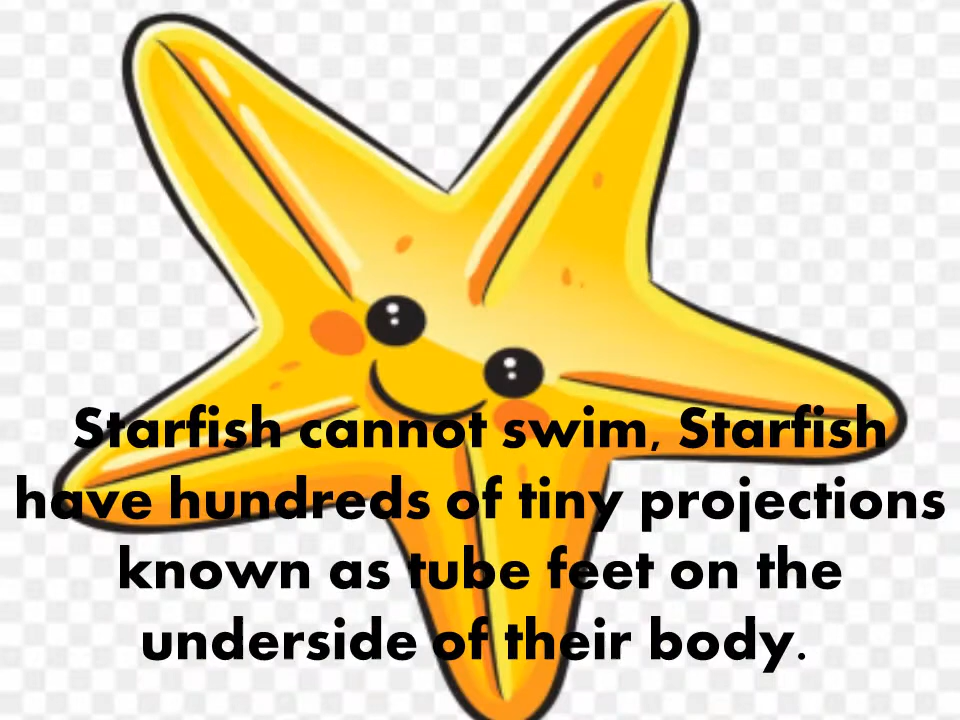 Starfish cannot swim, Starfish
have hundreds of tiny projections
known as tube feet on the
underside of their body.